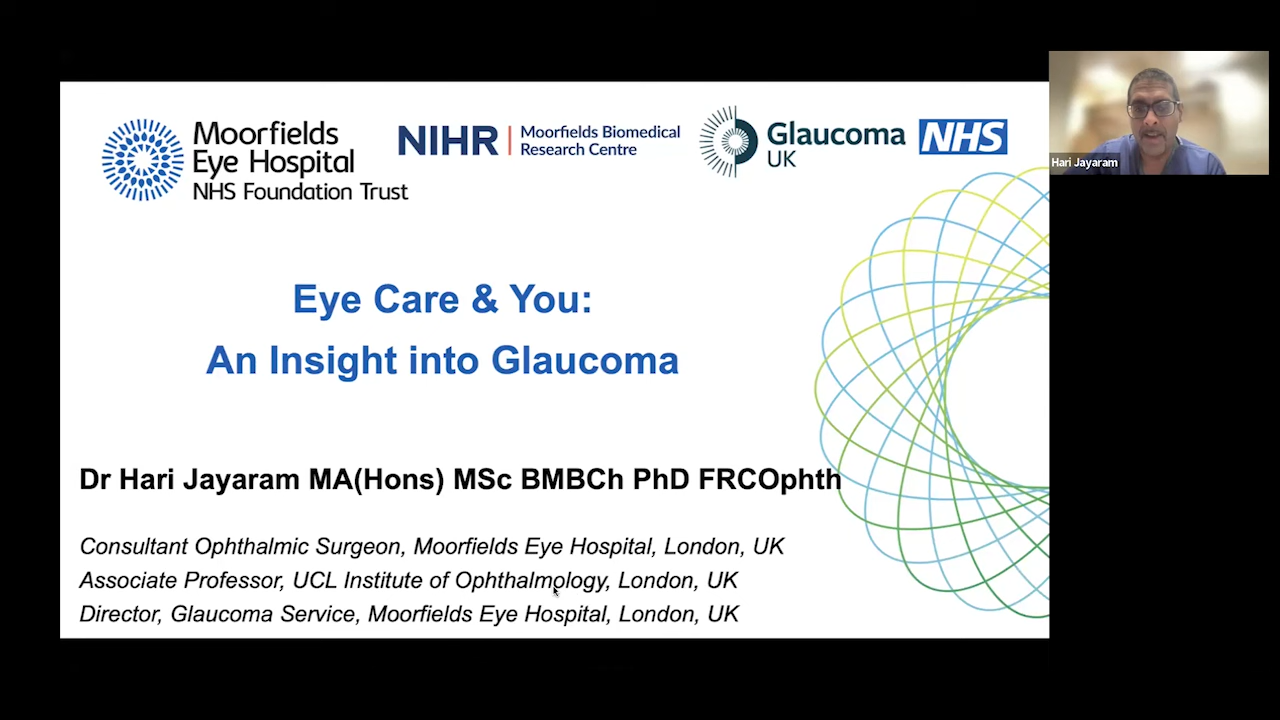 Moorfields
Eye Hospital
NHS Foundation Trust
NIHR | Moorfields Biomedical
Research Centre
Glaucoma
UK
NHS
Hari Jayaram
Eye Care & You:
An Insight into Glaucoma
Dr Hari Jayaram MA(Hons) MSc BMBCh PhD FRCOphth
Consultant Ophthalmic Surgeon, Moorfields Eye Hospital, London, UK
Associate Professor, UCL Institute of Ophthalmology, London, UK
Director, Glaucoma Service, Moorfields Eye Hospital, London, UK